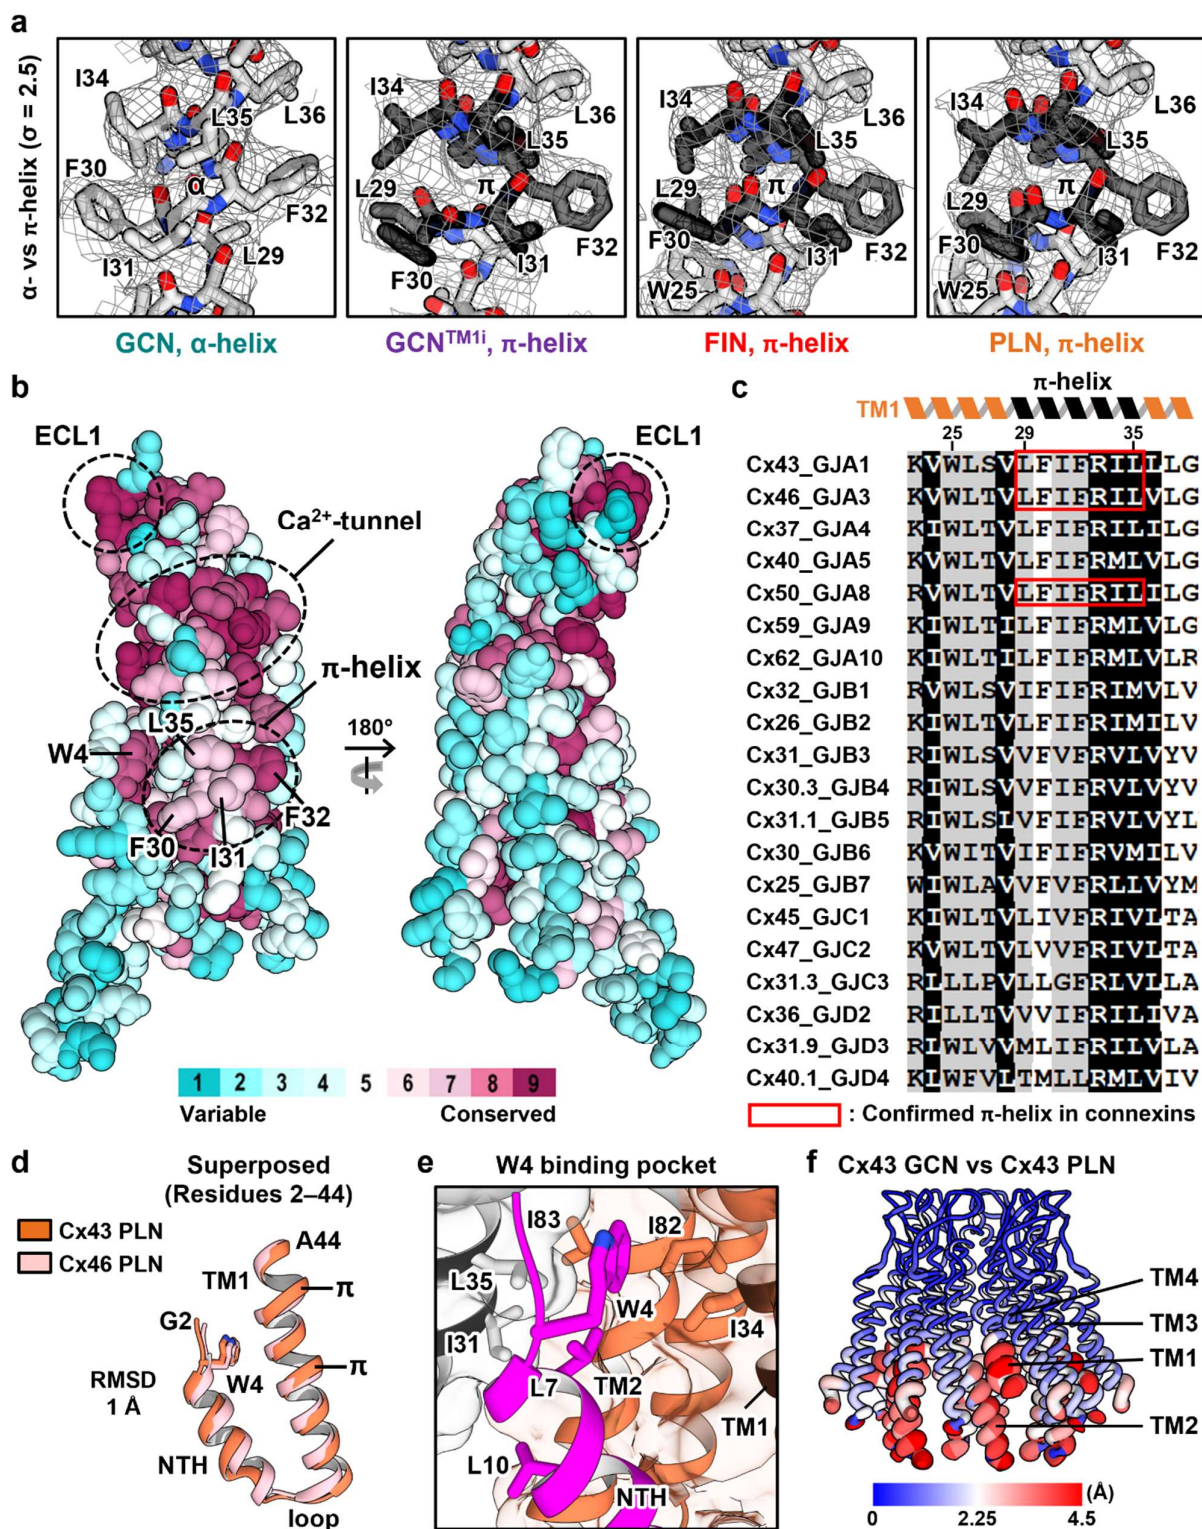 a
α- vs π-helix (σ = 2.5)
I34
L35
L36
F30
α
F32
I31
L29
GCN, α-helix
I34
L36
L35
L29
π
F32
F30
I31
GCNᵀᴹ¹ⁱ, π-helix
I34
L36
L35
L29
π
F30
F32
I31
W25
FIN, π-helix
I34
L36
L35
L29
π
F30
F32
I31
W25
PLN, π-helix
b
ECL1
ECL1
Ca²⁺-tunnel
π-helix
L35
W4
180°
F32
F30
I31
1 2 3 4 5 6 7 8 9
Variable Conserved
c
π-helix
TM1
25 29 35
Cx43_GJA1 KVWLSVLFIFRILLLG
Cx46_GJA3 KVWLTVLFIFRILVLG
Cx37_GJA4 KIWLTVLFIFRILILG
Cx40_GJA5 KVWLTVLFIFRMLVLG
Cx50_GJA8 RVWLTVLFIFRILILG
Cx59_GJA9 KIWLTILFIFRMLVLG
Cx62_GJA10 KIWLTILFIFRMLVLR
Cx32_GJB1 RVWLSVIFIFRIMVLV
Cx26_GJB2 KIWLTVLFIFRIMILV
Cx31_GJB3 RIWLSVVFVFRVLVYV
Cx30.3_GJB4 RIWLSVVFIFRVLVYV
Cx31.1_GJB5 RIWLSLVFIFRVLVYL
Cx30_GJB6 KVWITVIFIFRVMILV
Cx25_GJB7 WIWLAVVFVFRLLVYM
Cx45_GJC1 KIWLTVLIVFRIVLTA
Cx47_GJC2 KVWLTVLVVFRIVLTA
Cx31.3_GJC3 RLLLPVLLGFRLVLLA
Cx36_GJD2 RILLTVVVIFRILIVA
Cx31.9_GJD3 RLWLVVMLIFRILVLA
Cx40.1_GJD4 KLWFVLTMLLRMLVIV
: Confirmed π-helix in connexins
d
Superposed
(Residues 2–44)
Cx43 PLN
Cx46 PLN
A44
TM1
π
G2
RMSD
1 Å
W4
π
NTH
loop
e
W4 binding pocket
I83
I82
L35
W4
I34
I31
L7
TM2
TM1
L10
NTH
f
Cx43 GCN vs Cx43 PLN
TM4
TM3
TM1
TM2
(Å)
0 2.25 4.5